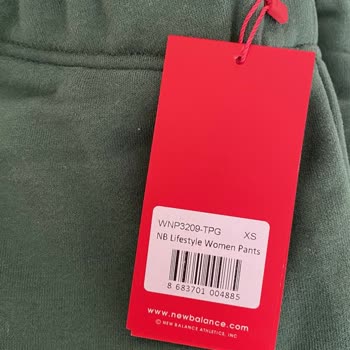 WNP3209-TPG XS
NB Lifestyle Women Pants
8 683701 004885
www.newbalance.com
© NEW BALANCE ATHLETICS, INC